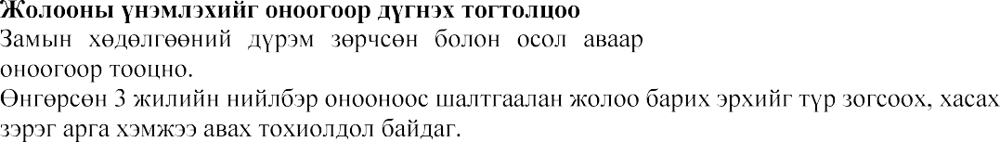 Жолооны үнэмлэхийг оноогоор дүгнэх тогтолцоо
Замын хөдөлгөөний дүрэм зөрчсөн болон осол аваар
оноогоор тооцно.
Өнгөрсөн 3 жилийн нийлбэр онооноос шалтгаалан жолоо барих эрхийг түр зогсоох, хасах
зэрэг арга хэмжээ авах тохиолдол байдаг.